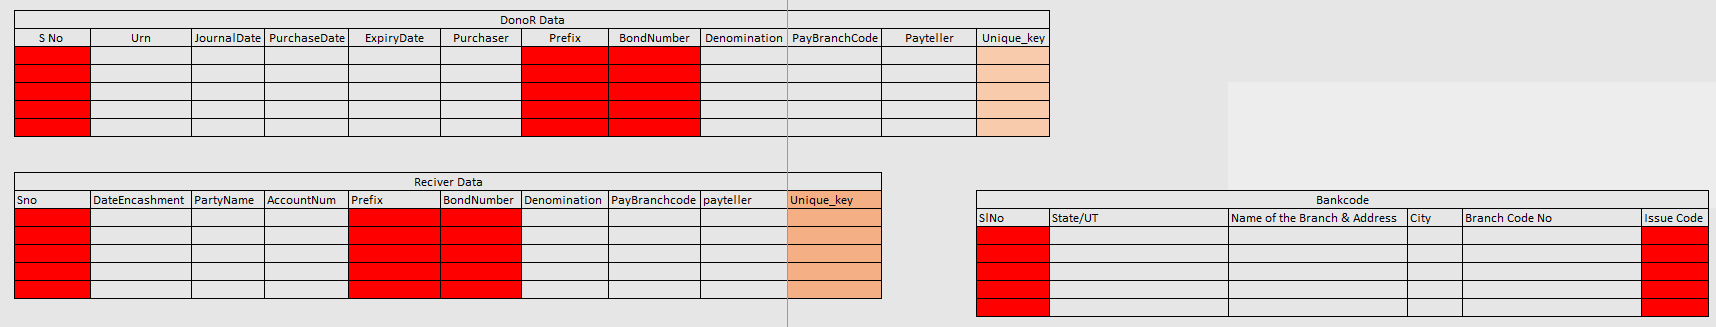 DonoR Data
S No Urn JournalDate PurchaseDate ExpiryDate Purchaser Prefix BondNumber Denomination PayBranchCode Payteller Unique_key
Reciver Data
Sno DateEncashment PartyName AccountNum Prefix BondNumber Denomination PayBranchcode payteller Unique_key
Bankcode
SlNo State/UT Name of the Branch & Address City Branch Code No Issue Code